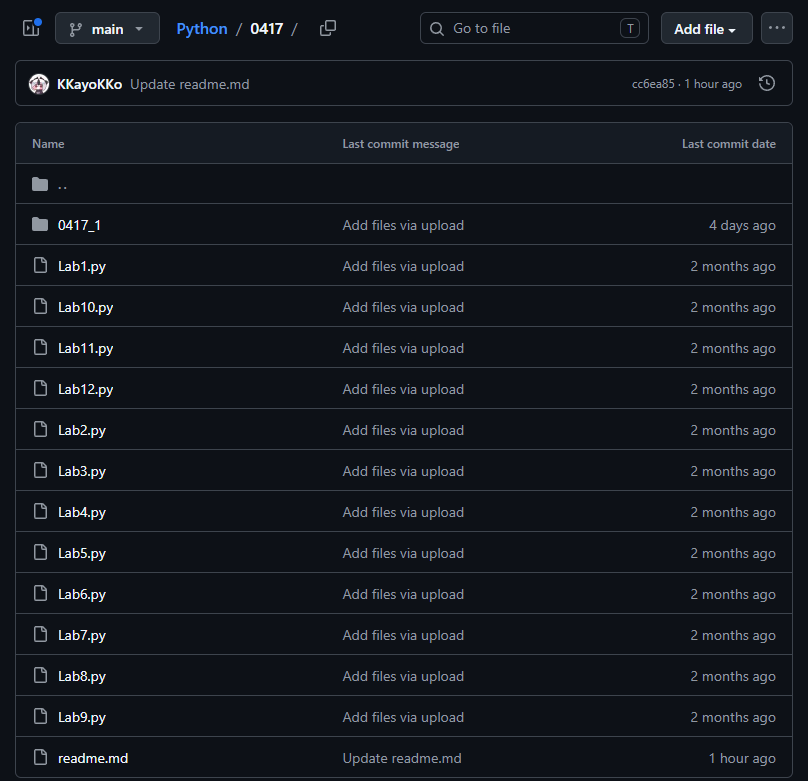 main Python / 0417 / Go to file T Add file ...
KKayoKKo Update readme.md cc6ea85 · 1 hour ago
Name Last commit message Last commit date
..
0417_1 Add files via upload 4 days ago
Lab1.py Add files via upload 2 months ago
Lab10.py Add files via upload 2 months ago
Lab11.py Add files via upload 2 months ago
Lab12.py Add files via upload 2 months ago
Lab2.py Add files via upload 2 months ago
Lab3.py Add files via upload 2 months ago
Lab4.py Add files via upload 2 months ago
Lab5.py Add files via upload 2 months ago
Lab6.py Add files via upload 2 months ago
Lab7.py Add files via upload 2 months ago
Lab8.py Add files via upload 2 months ago
Lab9.py Add files via upload 2 months ago
readme.md Update readme.md 1 hour ago